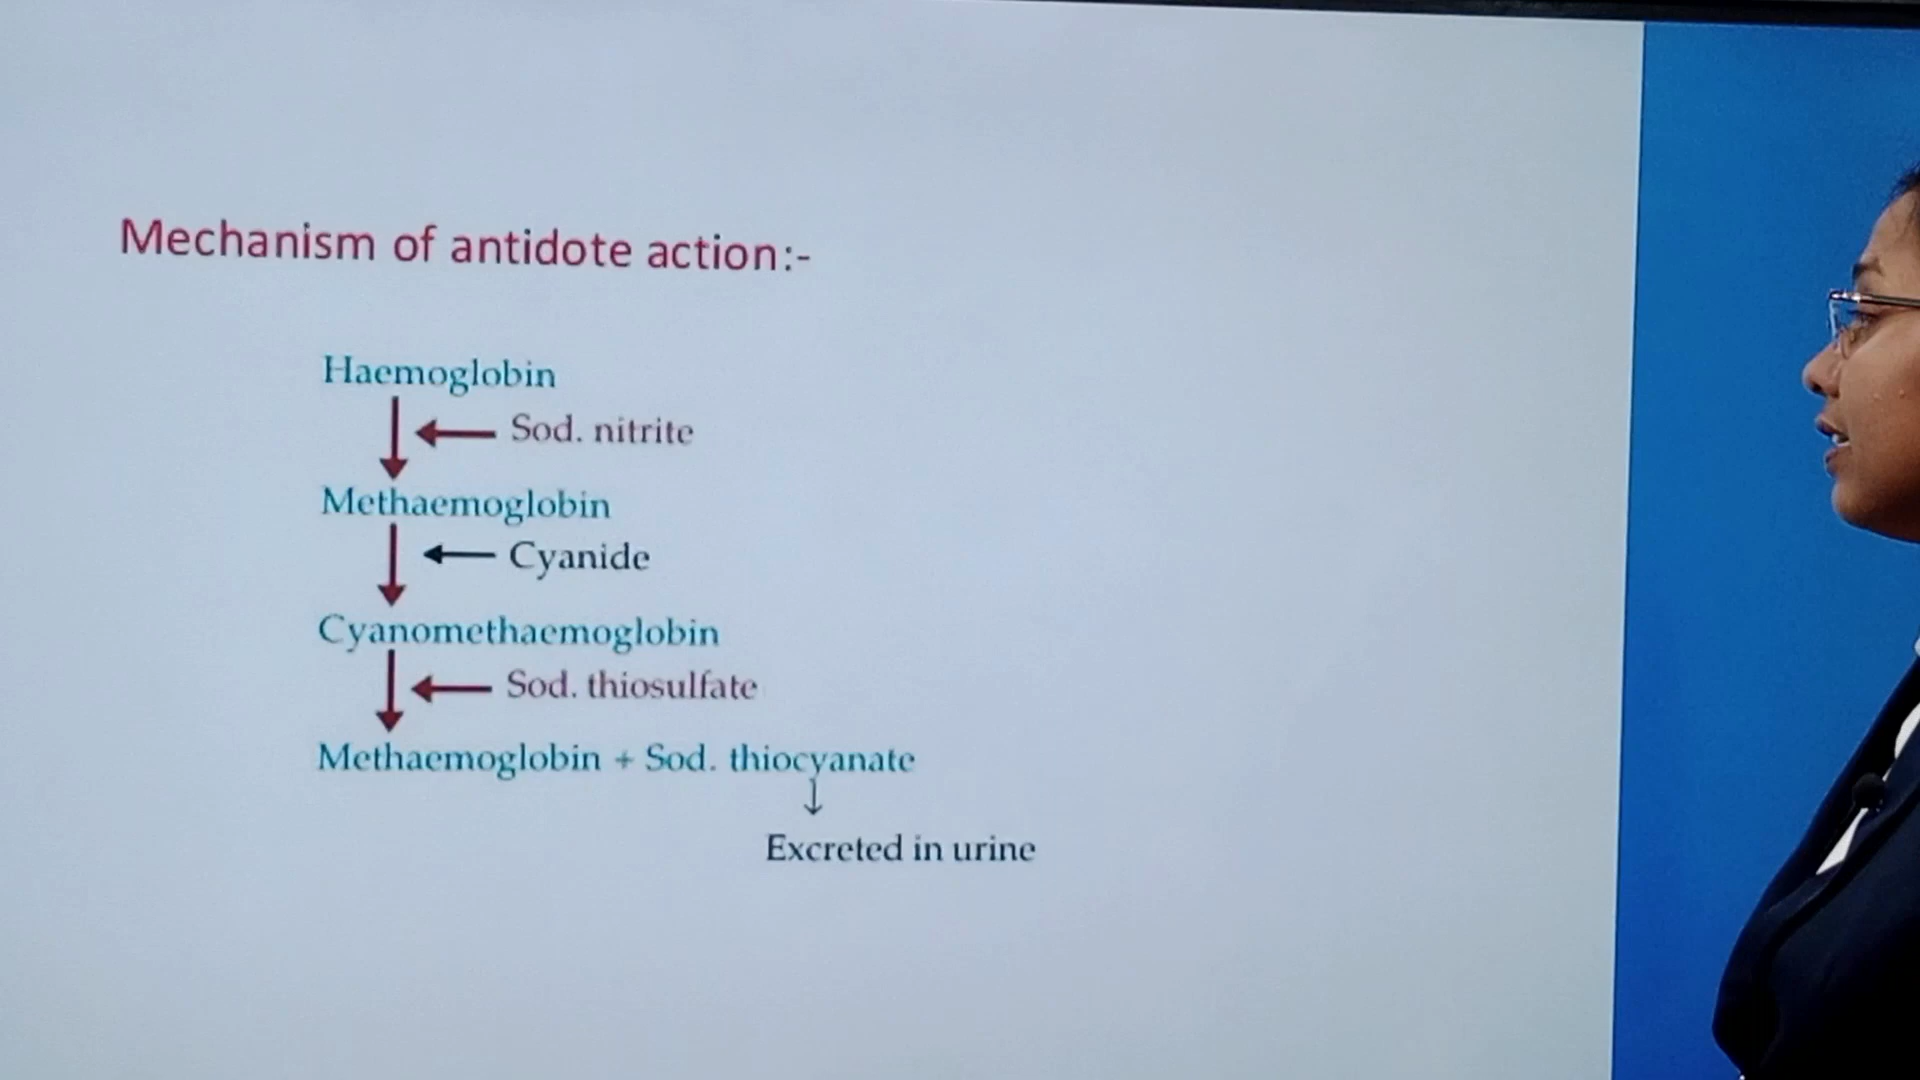 Mechanism of antidote action:-
Haemoglobin
Sod. nitrite
Methaemoglobin
Cyanide
Cyanomethaemoglobin
Sod. thiosulfate
Methaemoglobin + Sod. thiocyanate
Excreted in urine